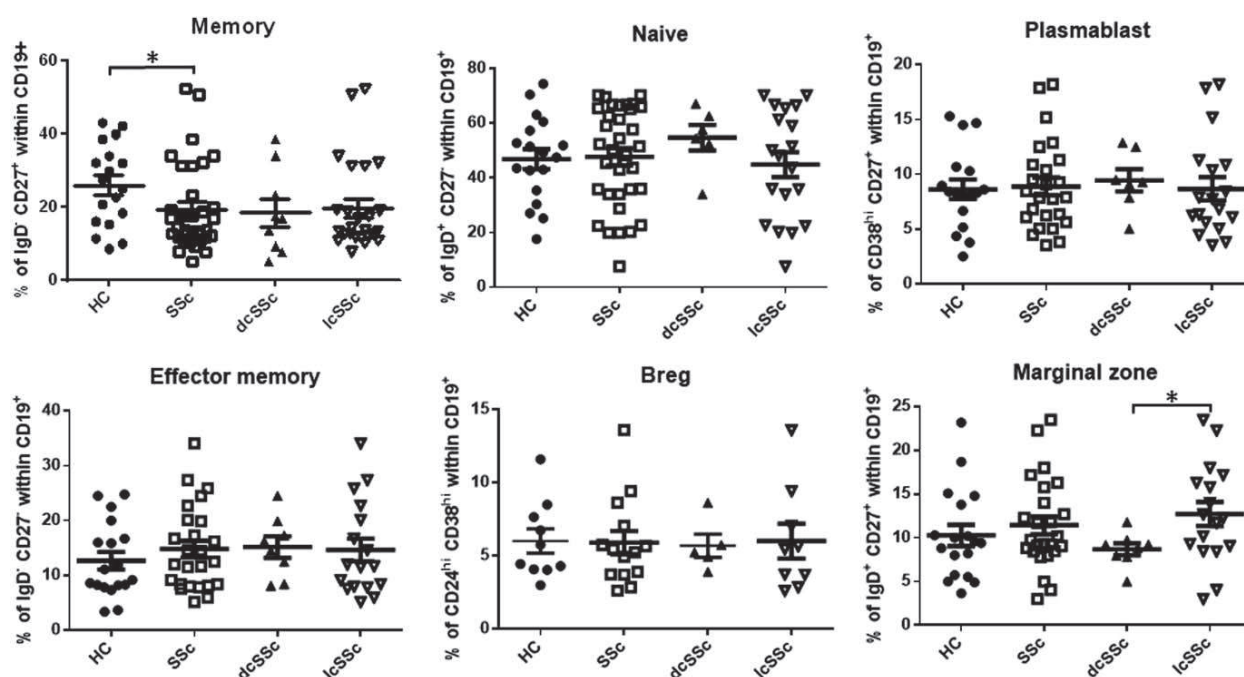 Memory
% of IgD⁻ CD27⁺ within CD19+
60
40
20
0
*
HC
SSc
dcSSc
lcSSc
Naive
% of IgD⁺ CD27⁻ within CD19⁺
80
60
40
20
0
HC
SSc
dcSSc
lcSSc
Plasmablast
% of CD38ʰⁱ CD27⁺ within CD19⁺
20
15
10
5
0
HC
SSc
dcSSc
lcSSc
Effector memory
% of IgD⁻ CD27⁻ within CD19⁺
40
30
20
10
0
HC
SSc
dcSSc
lcSSc
Breg
% of CD24ʰⁱ CD38ʰⁱ within CD19⁺
15
10
5
0
HC
SSc
dcSSc
lcSSc
Marginal zone
% of IgD⁺ CD27⁺ within CD19⁺
25
20
15
10
5
0
*
HC
SSc
dcSSc
lcSSc